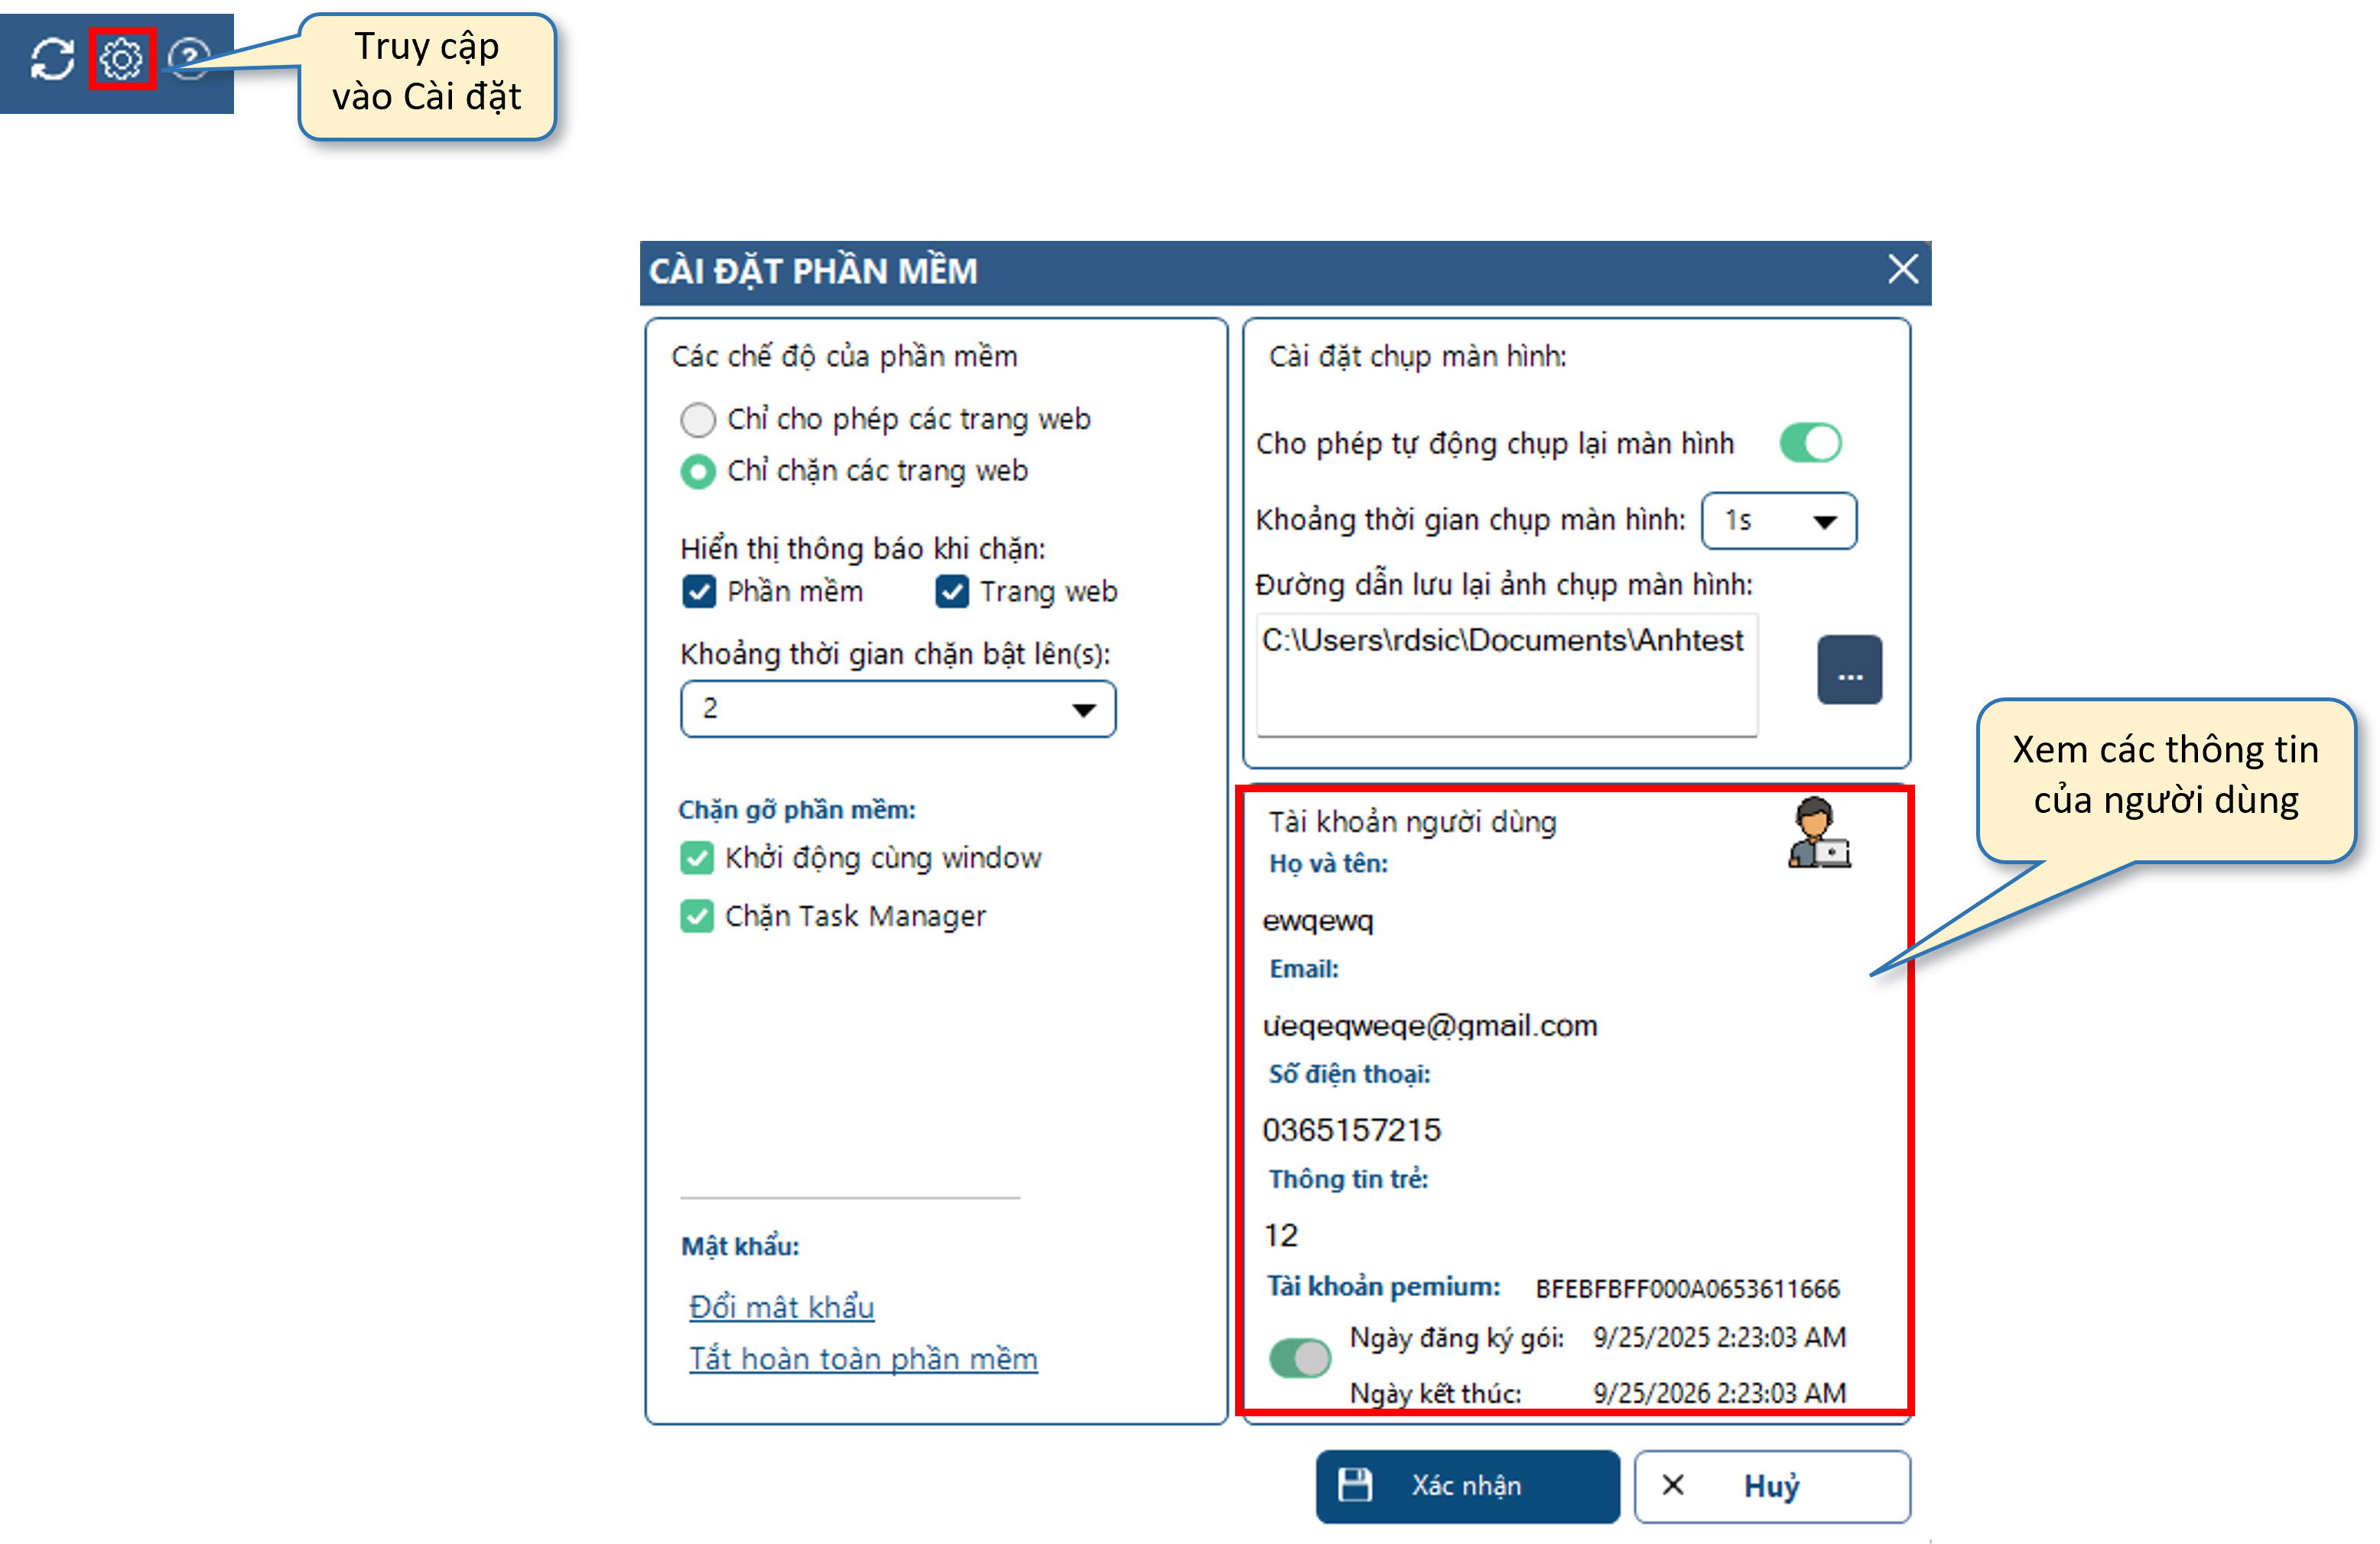 Truy cập
vào Cài đặt
CÀI ĐẶT PHẦN MỀM
Các chế độ của phần mềm
Chỉ cho phép các trang web
Chỉ chặn các trang web
Hiển thị thông báo khi chặn:
Phần mềm Trang web
Khoảng thời gian chặn bật lên(s):
2
Chặn gỡ phần mềm:
Khởi động cùng window
Chặn Task Manager
Mật khẩu:
Đổi mât khẩu
Tắt hoàn toàn phần mềm
Cài đặt chụp màn hình:
Cho phép tự động chụp lại màn hình
Khoảng thời gian chụp màn hình: 1s
Đường dẫn lưu lại ảnh chụp màn hình:
C:\Users\rdsic\Documents\Anhtest
...
Tài khoản người dùng
Họ và tên:
ewqewq
Email:
ưeqeqweqe@gmail.com
Số điện thoại:
0365157215
Thông tin trẻ:
12
Tài khoản pemium: BFEBFBFF000A0653611666
Ngày đăng ký gói: 9/25/2025 2:23:03 AM
Ngày kết thúc: 9/25/2026 2:23:03 AM
Xem các thông tin
của người dùng
Xác nhận
Huỷ